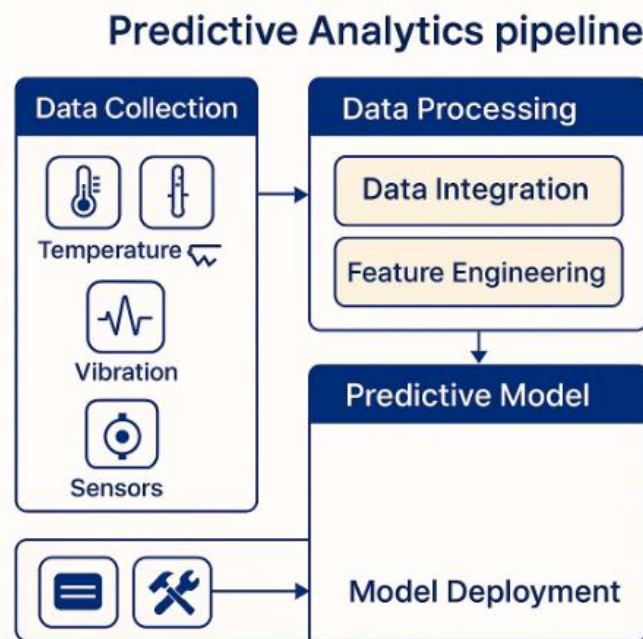 Predictive Analytics pipeline
Data Collection
Temperature
Vibration
Sensors
Data Processing
Data Integration
Feature Engineering
Predictive Model
Model Deployment